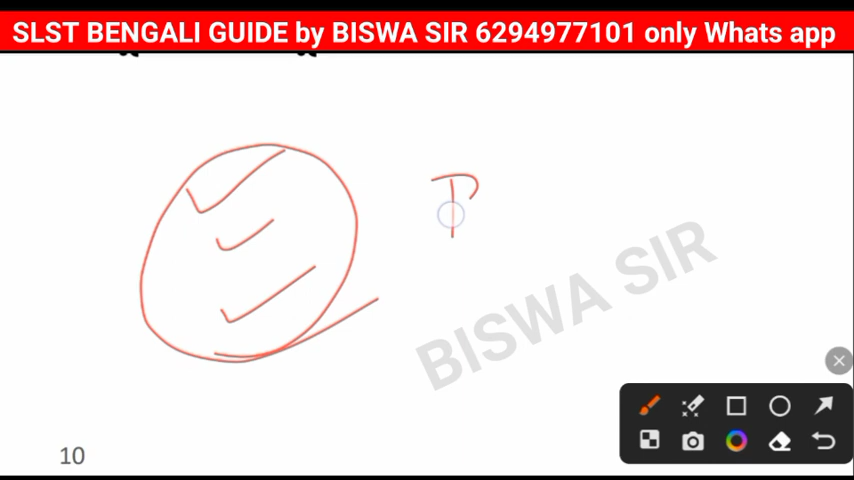 SLST BENGALI GUIDE by BISWA SIR 6294977101 only Whats app
P
BISWA SIR
10